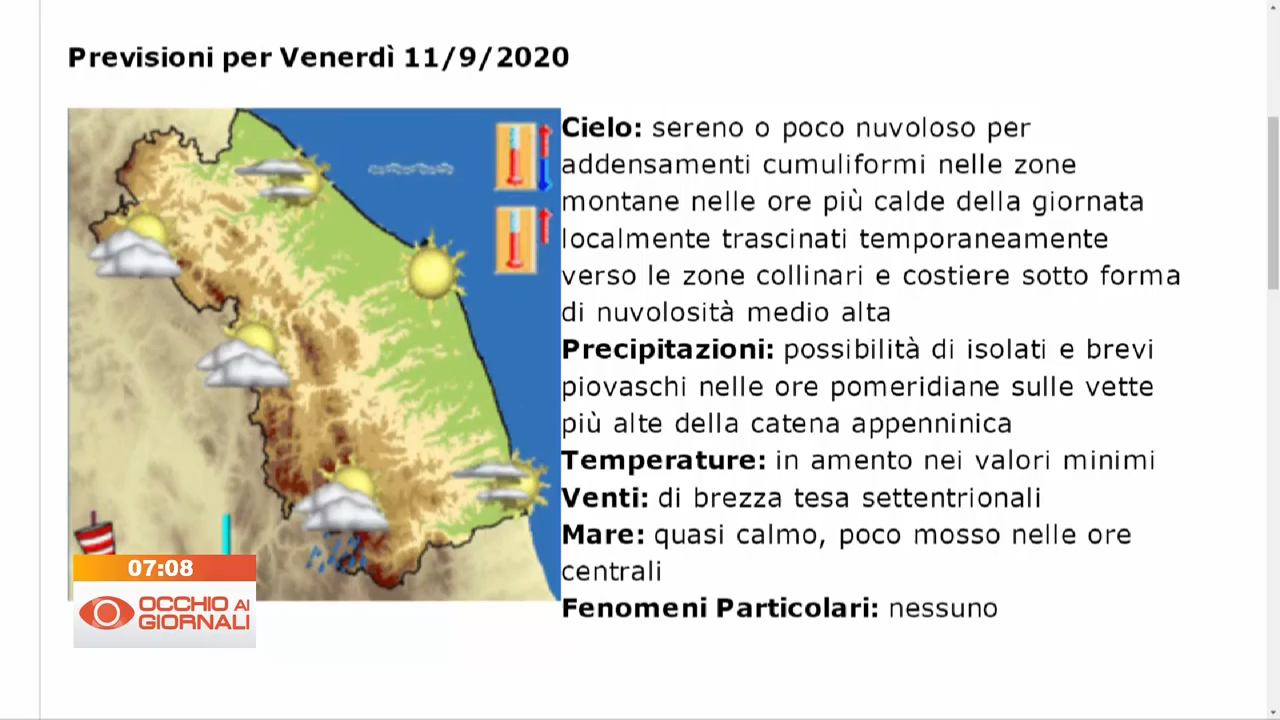 Previsioni per Venerdì 11/9/2020
Cielo: sereno o poco nuvoloso per
addensamenti cumuliformi nelle zone
montane nelle ore più calde della giornata
localmente trascinati temporaneamente
verso le zone collinari e costiere sotto forma
di nuvolosità medio alta
Precipitazioni: possibilità di isolati e brevi
piovaschi nelle ore pomeridiane sulle vette
più alte della catena appenninica
Temperature: in amento nei valori minimi
Venti: di brezza tesa settentrionali
Mare: quasi calmo, poco mosso nelle ore
centrali
Fenomeni Particolari: nessuno
07:08
OCCHIO AI
GIORNALI